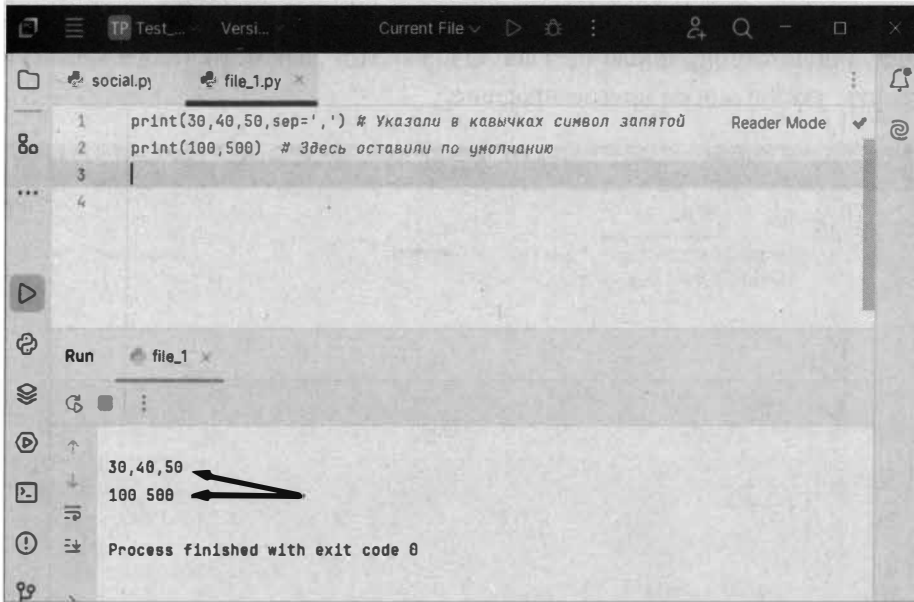 TP Test_... Versi... Current File
social.py file_1.py
1 print(30,40,50,sep=',') # Указали в кавычках символ запятой Reader Mode
2 print(100,500) # Здесь оставили по умолчанию
3
4
Run file_1
30,40,50
100 500
Process finished with exit code 0